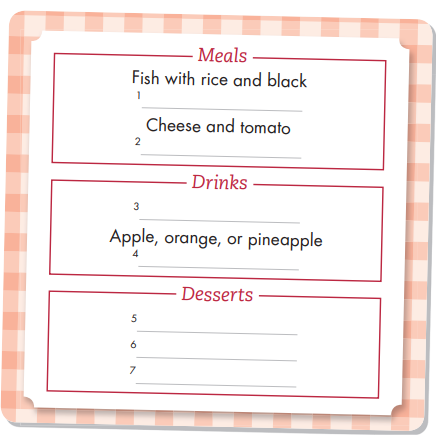 Meals
Fish with rice and black
1
Cheese and tomato
2
Drinks
3
Apple, orange, or pineapple
4
Desserts
5
6
7